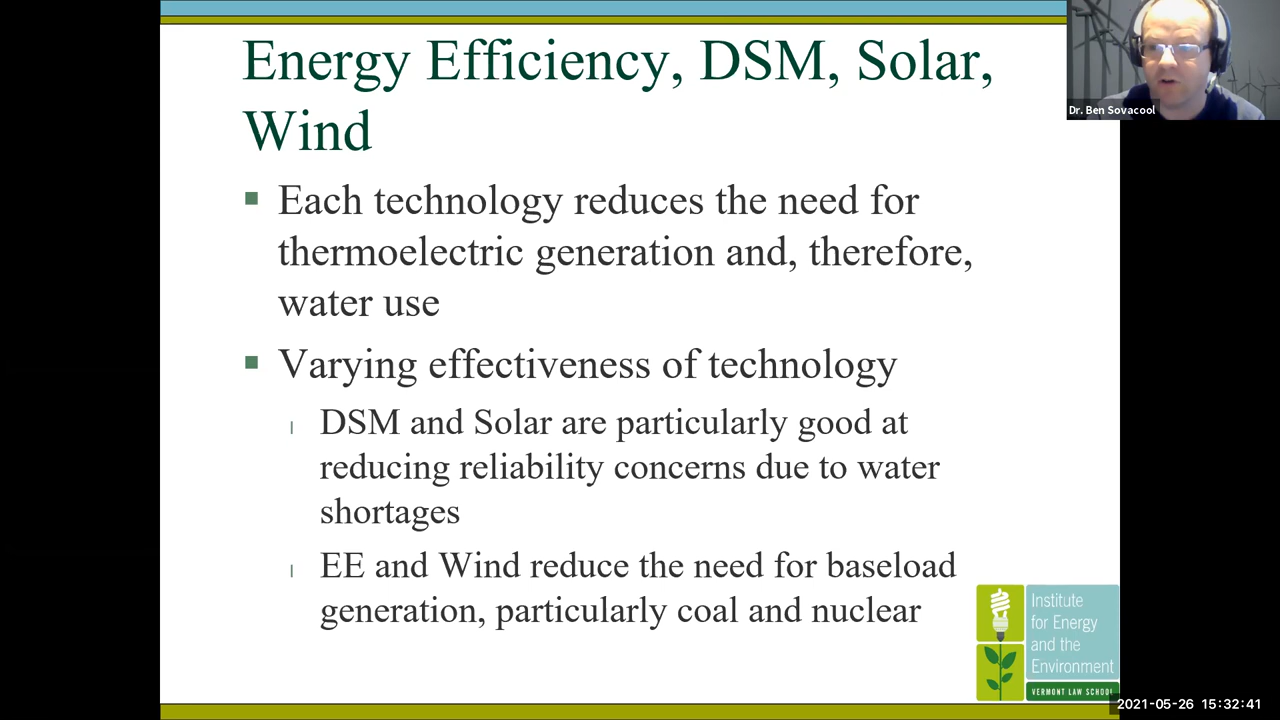 Energy Efficiency, DSM, Solar,
Wind
Dr. Ben Sovacool
Each technology reduces the need for
thermoelectric generation and, therefore,
water use
Varying effectiveness of technology
DSM and Solar are particularly good at
reducing reliability concerns due to water
shortages
EE and Wind reduce the need for baseload
generation, particularly coal and nuclear
Institute
for Energy
and the
Environment
VERMONT LAW SCHOOL
2021-05-26 15:32:41